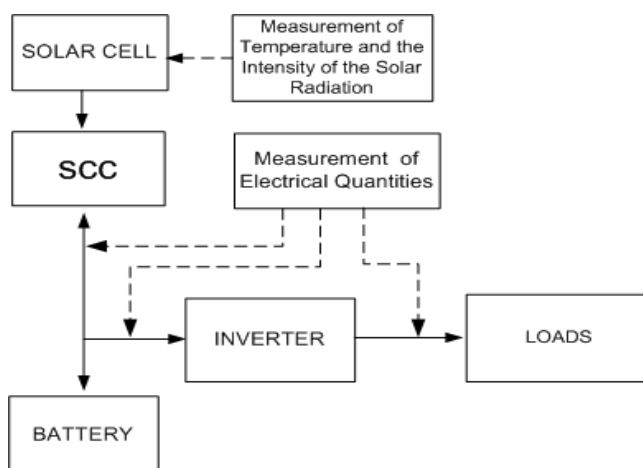 SOLAR CELL
Measurement of
Temperature and the
Intensity of the Solar
Radiation
SCC
Measurement of
Electrical Quantities
INVERTER
LOADS
BATTERY